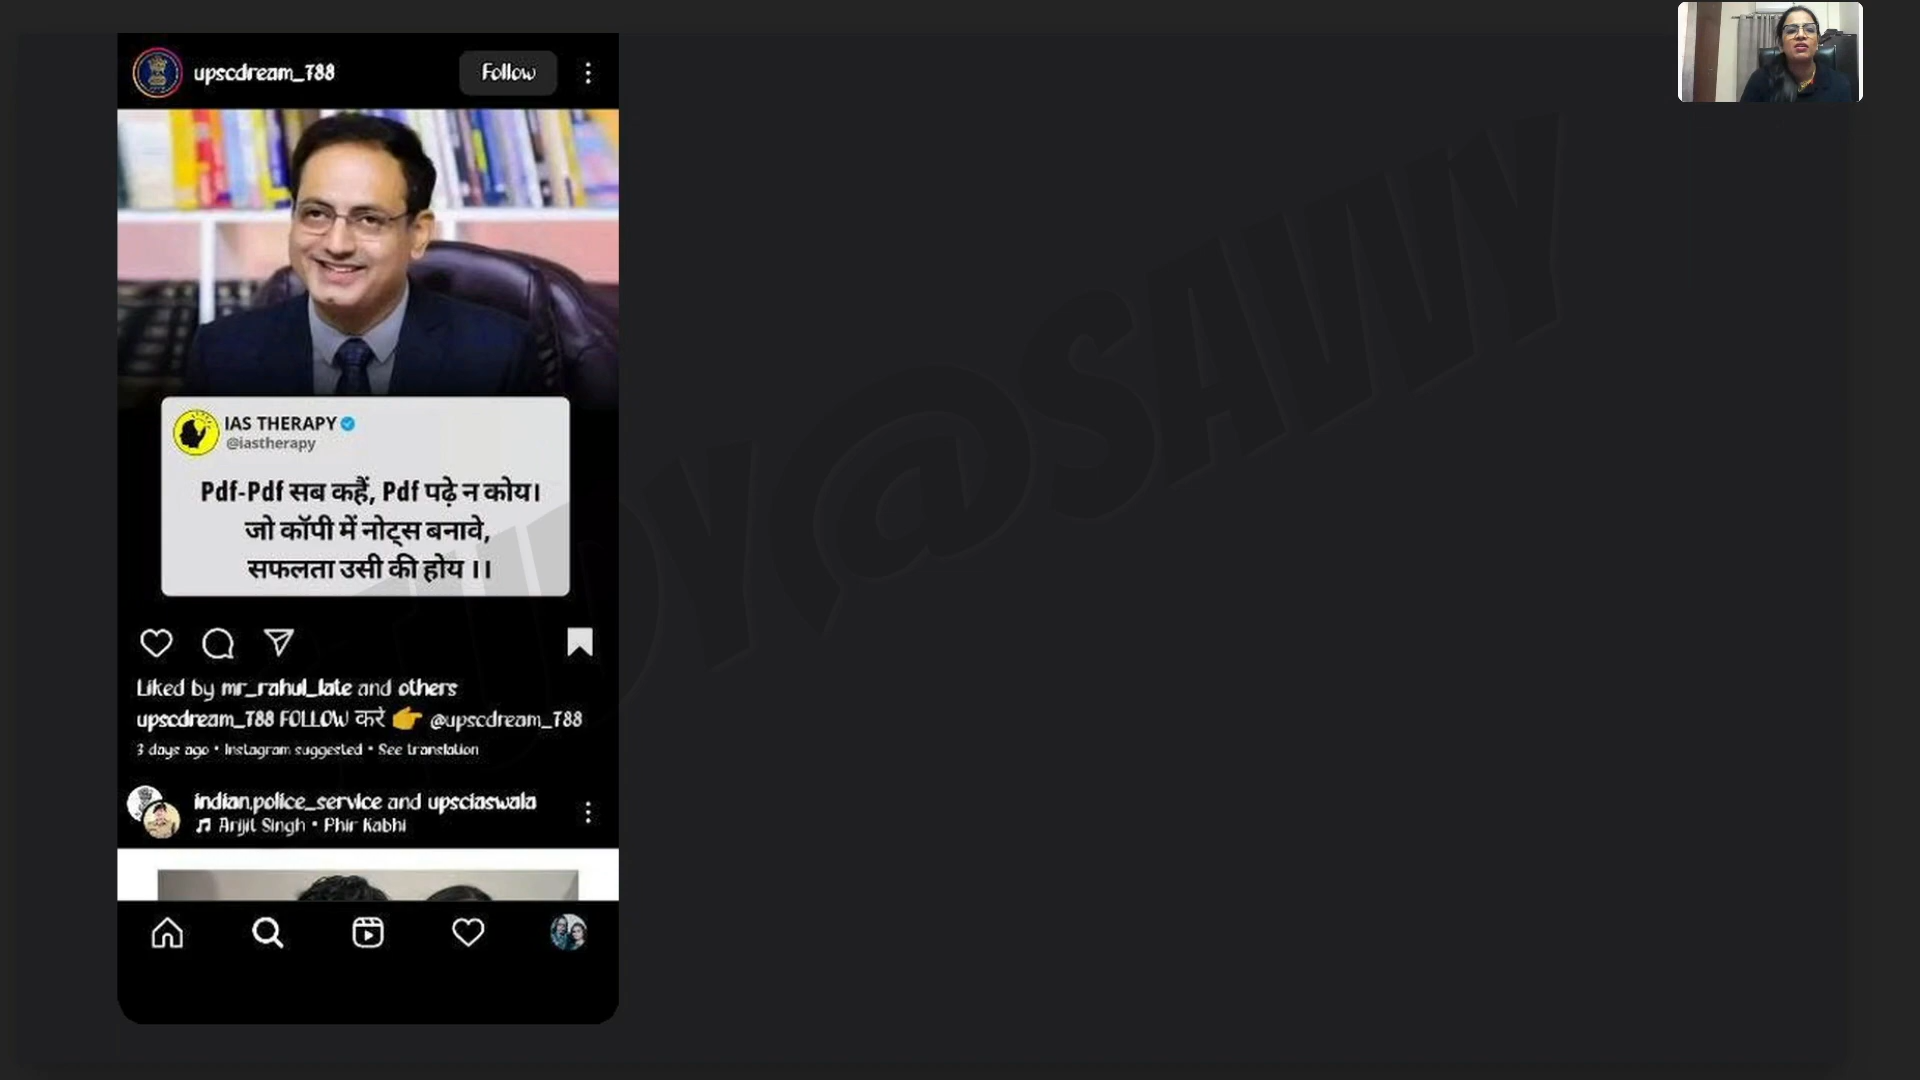 upscdream_788
Follow
IAS THERAPY
@iastherapy
Pdf-Pdf सब कहैं, Pdf पढ़े न कोय।
जो कॉपी में नोट्स बनावे,
सफलता उसी की होय ।।
Liked by mr_rahul_late and others
upscdream_788 FOLLOW करे 👉 @upscdream_788
3 days ago • Instagram suggested • See translation
indian.police_service and upsciaswala
Arijit Singh • Phir Kabhi
STUDY@SAVVY